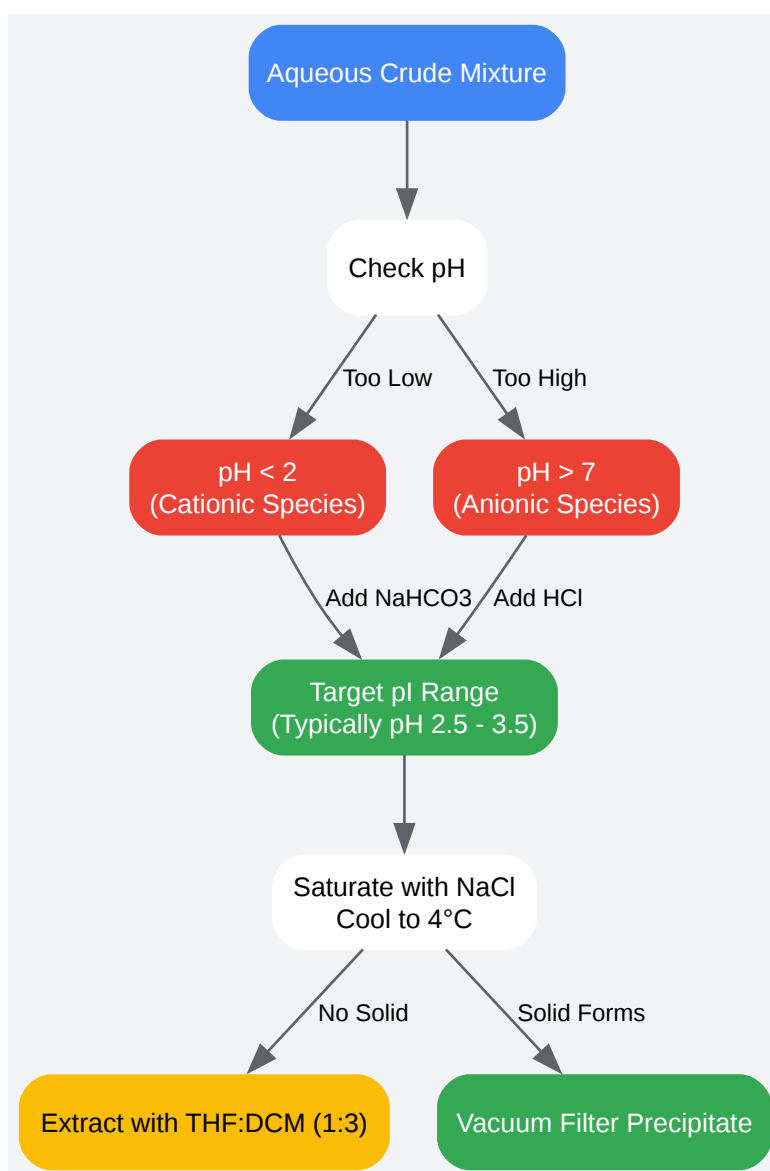 Aqueous Crude Mixture
Check pH
Too Low
Too High
pH < 2
(Cationic Species)
pH > 7
(Anionic Species)
Add NaHCO3
Add HCl
Target pI Range
(Typically pH 2.5 - 3.5)
Saturate with NaCl
Cool to 4°C
No Solid
Solid Forms
Extract with THF:DCM (1:3)
Vacuum Filter Precipitate